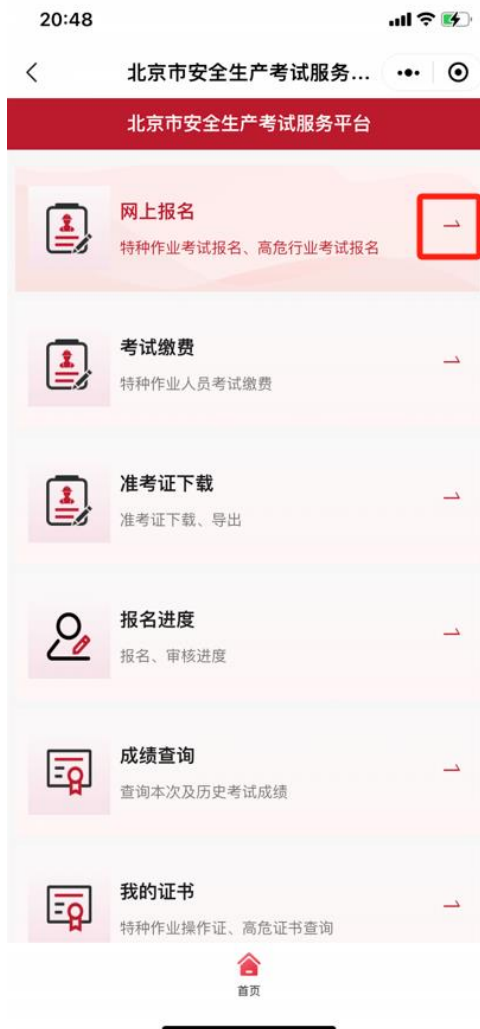 20:48
北京市安全生产考试服务...
北京市安全生产考试服务平台
网上报名
特种作业考试报名、高危行业考试报名
考试缴费
特种作业人员考试缴费
准考证下载
准考证下载、导出
报名进度
报名、审核进度
成绩查询
查询本次及历史考试成绩
我的证书
特种作业操作证、高危证书查询
首页